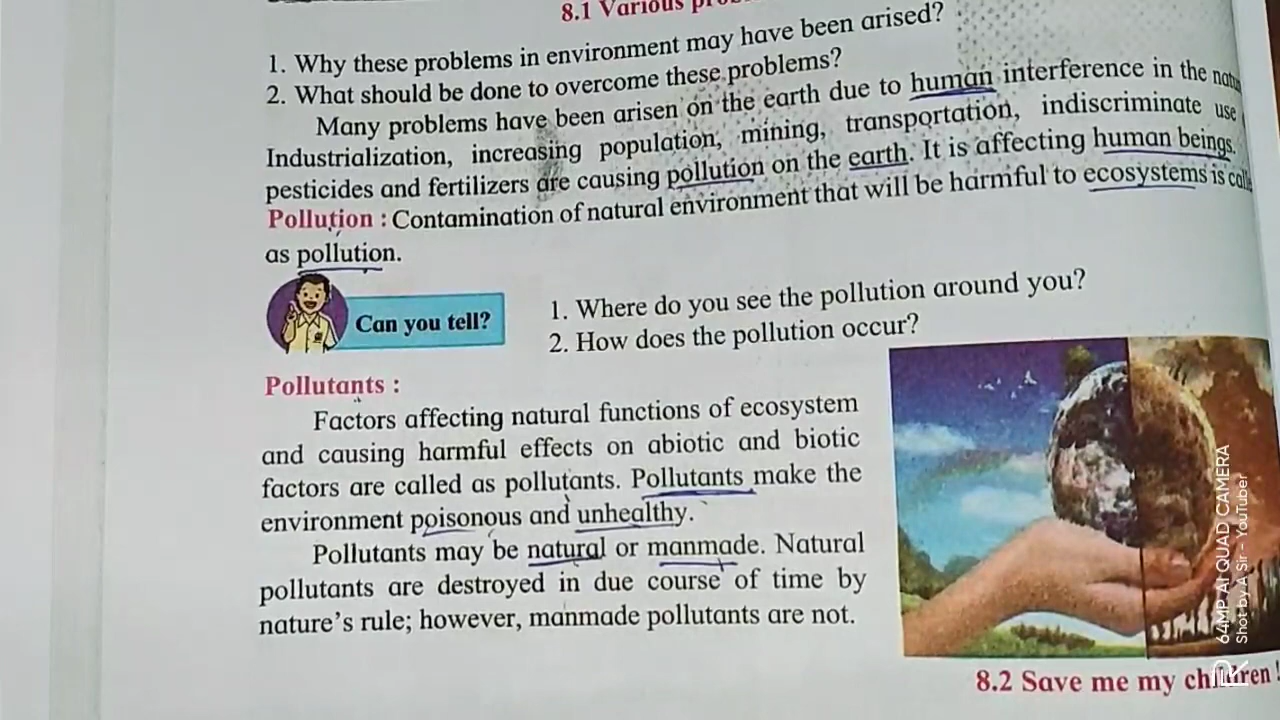 8.1 Various
1. Why these problems in environment may have been arised?
2. What should be done to overcome these problems?
Many problems have been arisen on the earth due to human interference in the
Industrialization, increasing population, mining, transportation, indiscriminate use
pesticides and fertilizers are causing pollution on the earth. It is affecting human beings.
Pollution : Contamination of natural environment that will be harmful to ecosystems is
as pollution.
Can you tell?
1. Where do you see the pollution around you?
2. How does the pollution occur?
Pollutants :
Factors affecting natural functions of ecosystem
and causing harmful effects on abiotic and biotic
factors are called as pollutants. Pollutants make the
environment poisonous and unhealthy.
Pollutants may be natural or manmade. Natural
pollutants are destroyed in due course of time by
nature's rule; however, manmade pollutants are not.
8.2 Save me my children !
64MP AI QUAD CAMERA
Shot by A Sir - YouTuber